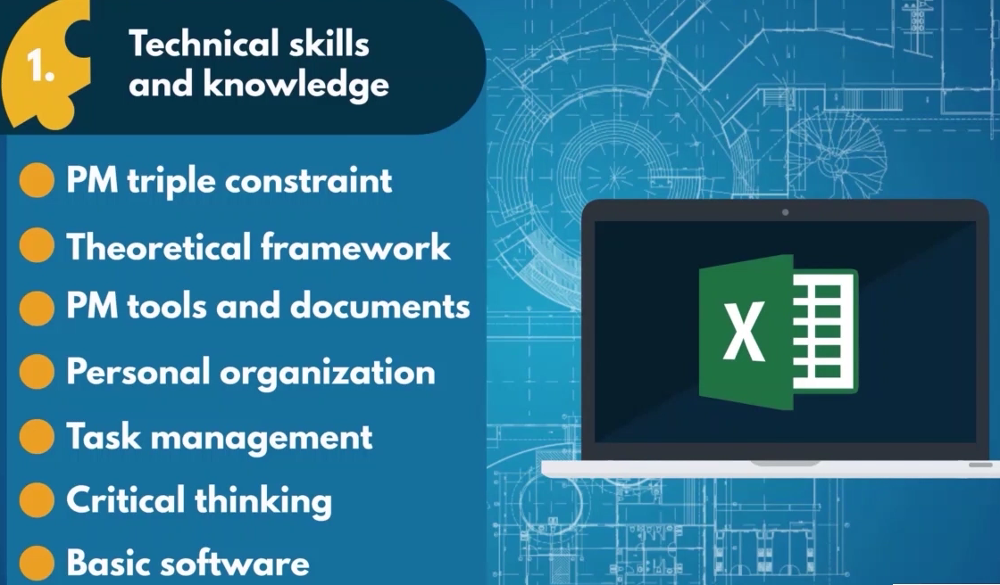 1.
Technical skills
and knowledge
PM triple constraint
Theoretical framework
PM tools and documents
Personal organization
Task management
Critical thinking
Basic software
X